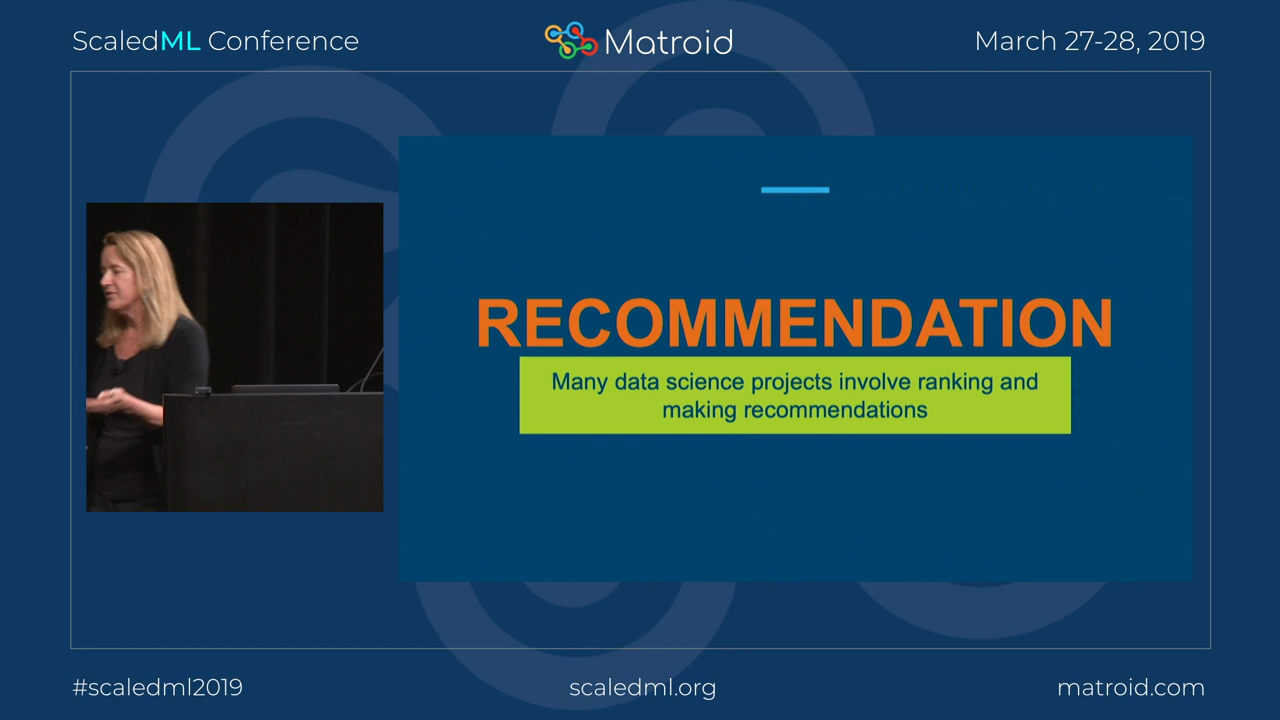 ScaledML Conference
Matroid
March 27-28, 2019
RECOMMENDATION
Many data science projects involve ranking and
making recommendations
#scaledml2019
scaledml.org
matroid.com